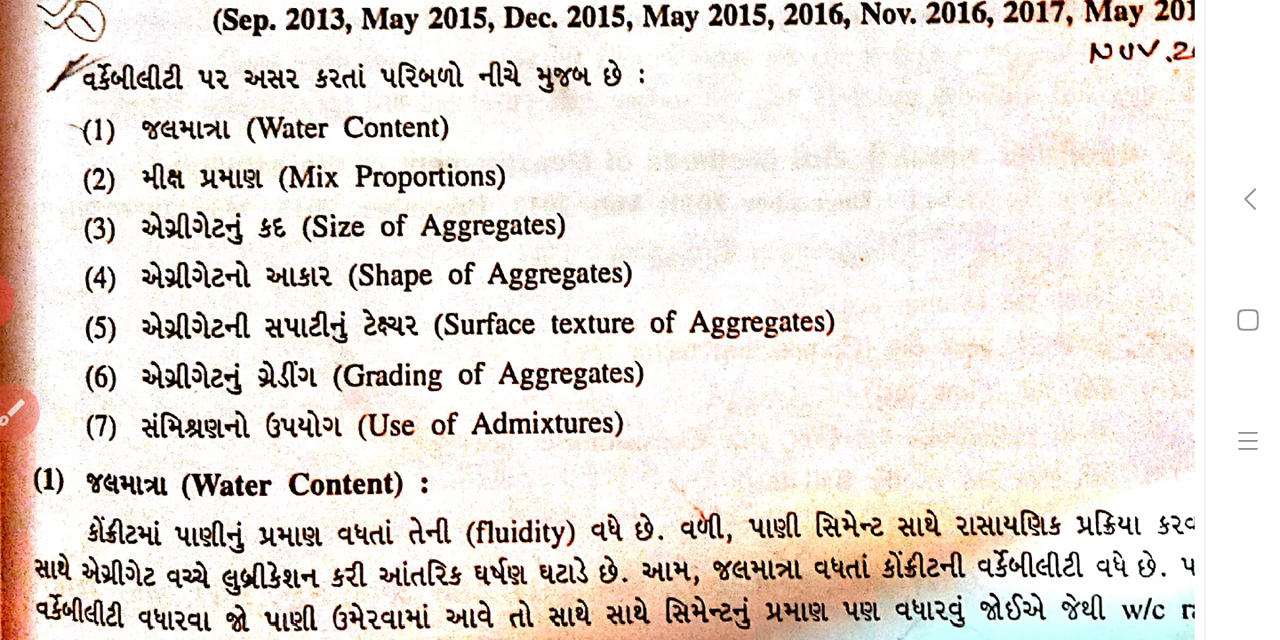 (Sep. 2013, May 2015, Dec. 2015, May 2015, 2016, Nov. 2016, 2017, May 201
NOV.2
વર્કેબીલીટી પર અસર કરતાં પરિબળો નીચે મુજબ છે :
(1) જલમાત્રા (Water Content)
(2) મીક્ષ પ્રમાણ (Mix Proportions)
(3) એગ્રીગેટનું કદ (Size of Aggregates)
(4) એગ્રીગેટનો આકાર (Shape of Aggregates)
(5) એગ્રીગેટની સપાટીનું ટેક્ષ્ચર (Surface texture of Aggregates)
(6) એગ્રીગેટનું ગ્રેડીંગ (Grading of Aggregates)
(7) સંમિશ્રણનો ઉપયોગ (Use of Admixtures)
(1) જલમાત્રા (Water Content) :
કોંક્રીટમાં પાણીનું પ્રમાણ વધતાં તેની (fluidity) વધે છે. વળી, પાણી સિમેન્ટ સાથે રાસાયણિક પ્રક્રિયા કરવ
સાથે એગ્રીગેટ વચ્ચે લુબ્રીકેશન કરી આંતરિક ઘર્ષણ ઘટાડે છે. આમ, જલમાત્રા વધતાં કોંક્રીટની વર્કેબીલીટી વધે છે. પ
વર્કેબીલીટી વધારવા જો પાણી ઉમેરવામાં આવે તો સાથે સાથે સિમેન્ટનું પ્રમાણ પણ વધારવું જોઈએ જેથી w/c ra